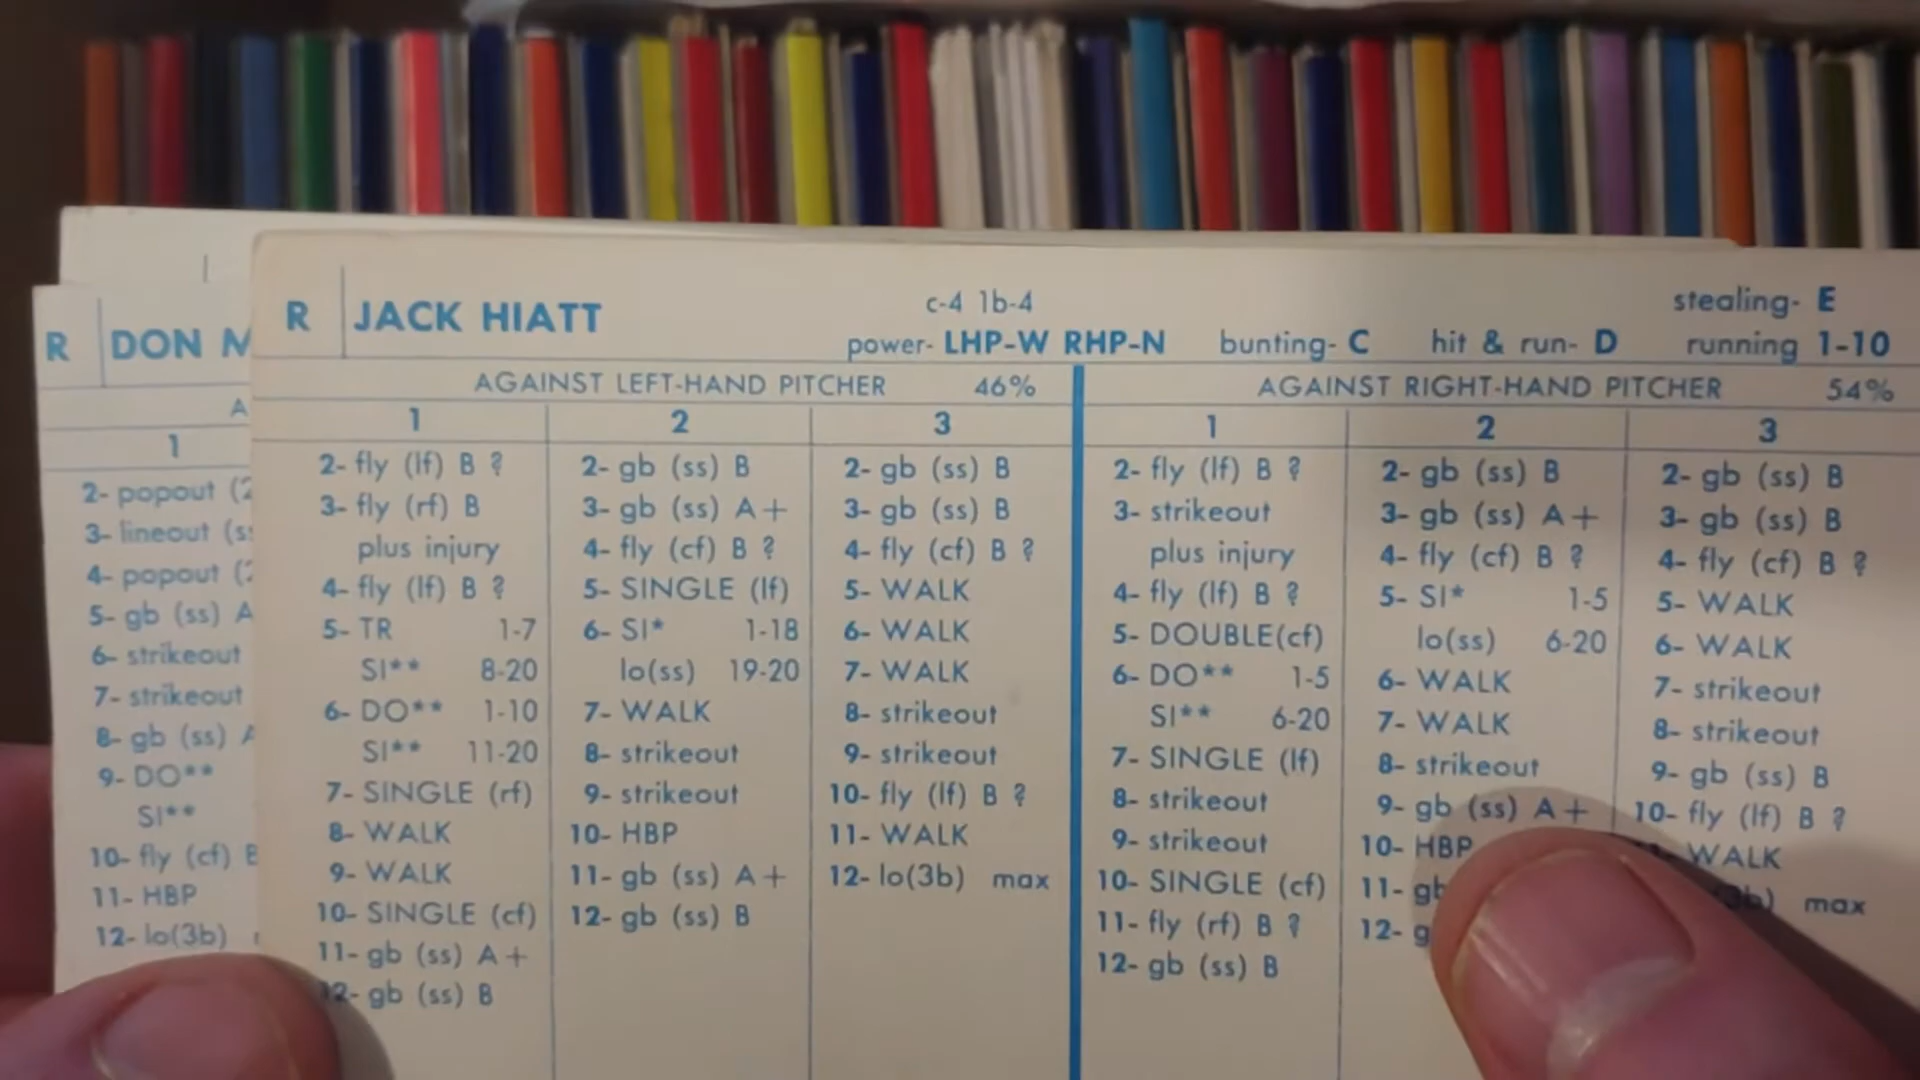 R DON M
A
1
2- popout (2
3- lineout (s
4- popout (2
5- gb (ss) A
6- strikeout
7- strikeout
8- gb (ss) A
9- DO**
SI**
10- fly (cf) B
11- HBP
12- lo(3b)
R JACK HIATT
c-4 1b-4
power- LHP-W RHP-N bunting- C hit & run- D
stealing- E
running 1-10
AGAINST LEFT-HAND PITCHER 46%
1
2- fly (lf) B ?
3- fly (rf) B
plus injury
4- fly (lf) B ?
5- TR 1-7
SI** 8-20
6- DO** 1-10
SI** 11-20
7- SINGLE (rf)
8- WALK
9- WALK
10- SINGLE (cf)
11- gb (ss) A+
12- gb (ss) B
2
2- gb (ss) B
3- gb (ss) A+
4- fly (cf) B ?
5- SINGLE (lf)
6- SI* 1-18
lo(ss) 19-20
7- WALK
8- strikeout
9- strikeout
10- HBP
11- gb (ss) A+
12- gb (ss) B
3
2- gb (ss) B
3- gb (ss) B
4- fly (cf) B ?
5- WALK
6- WALK
7- WALK
8- strikeout
9- strikeout
10- fly (lf) B ?
11- WALK
12- lo(3b) max
AGAINST RIGHT-HAND PITCHER 54%
1
2- fly (lf) B ?
3- strikeout
plus injury
4- fly (lf) B ?
5- DOUBLE(cf)
6- DO** 1-5
SI** 6-20
7- SINGLE (lf)
8- strikeout
9- strikeout
10- SINGLE (cf)
11- fly (rf) B ?
12- gb (ss) B
2
2- gb (ss) B
3- gb (ss) A+
4- fly (cf) B ?
5- SI* 1-5
lo(ss) 6-20
6- WALK
7- WALK
8- strikeout
9- gb (ss) A+
10- HBP
11- gb
12- g
3
2- gb (ss) B
3- gb (ss) B
4- fly (cf) B ?
5- WALK
6- WALK
7- strikeout
8- strikeout
9- gb (ss) B
10- fly (lf) B ?
WALK
3b) max